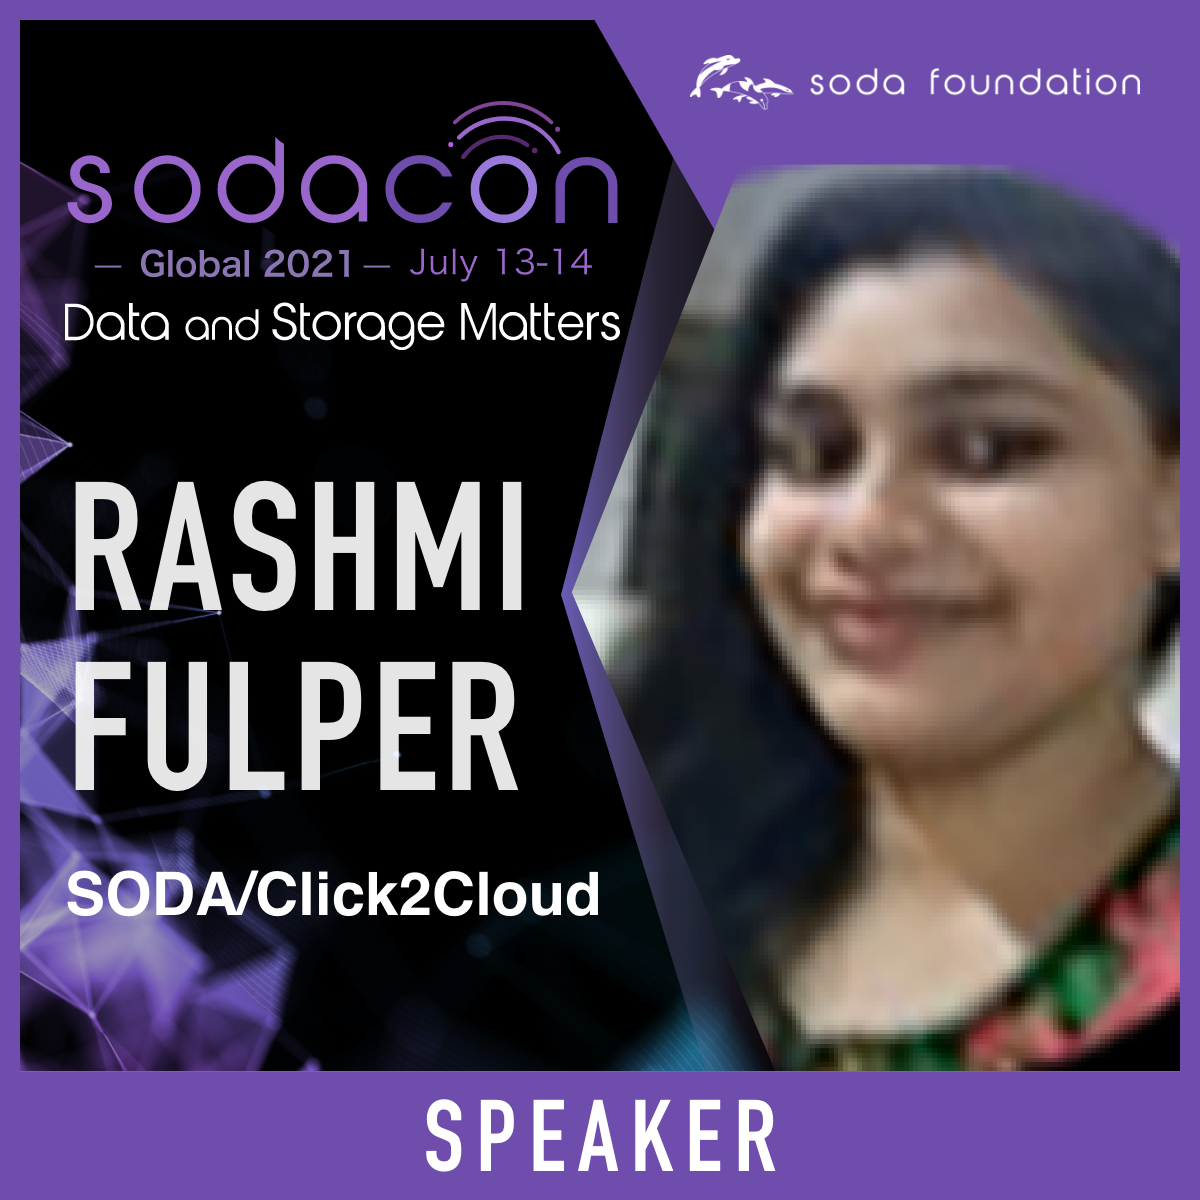 soda foundation
sodacon
— Global 2021 — July 13-14
Data and Storage Matters
RASHMI
FULPER
SODA/Click2Cloud
SPEAKER